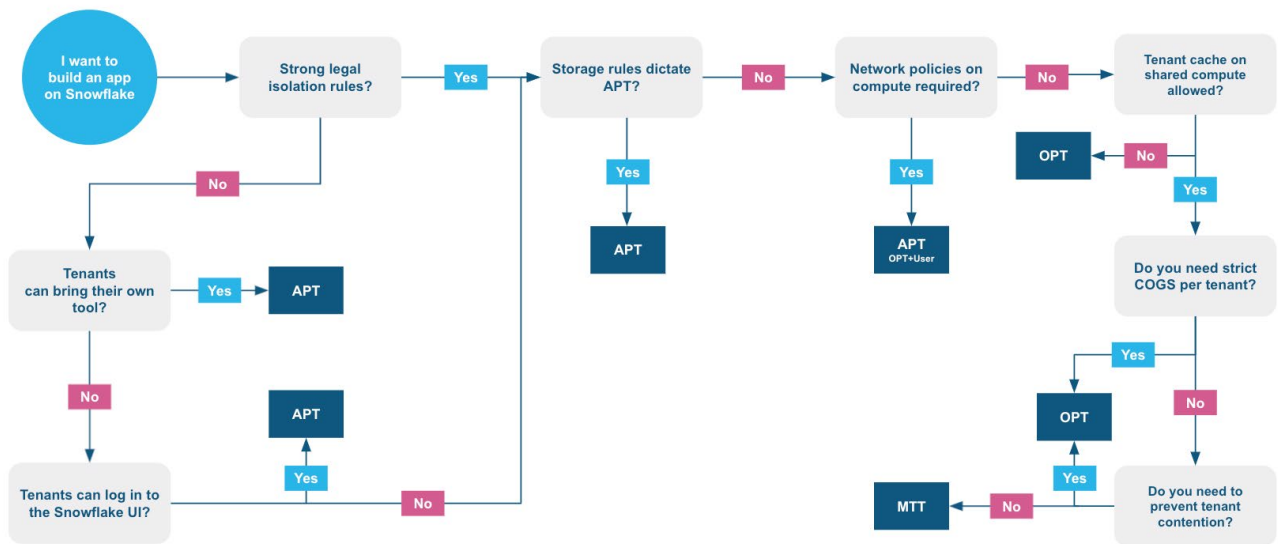 I want to
build an app
on Snowflake
Strong legal
isolation rules?
Yes
Storage rules dictate
APT?
No
Network policies on
compute required?
No
Tenant cache on
shared compute
allowed?
No
Yes
Yes
OPT
No
Yes
APT
APT
OPT+User
Tenants
can bring their own
tool?
Yes
APT
Do you need strict
COGS per tenant?
Yes
No
No
APT
OPT
Yes
Yes
Tenants can log in to
the Snowflake UI?
No
MTT
No
Do you need to
prevent tenant
contention?